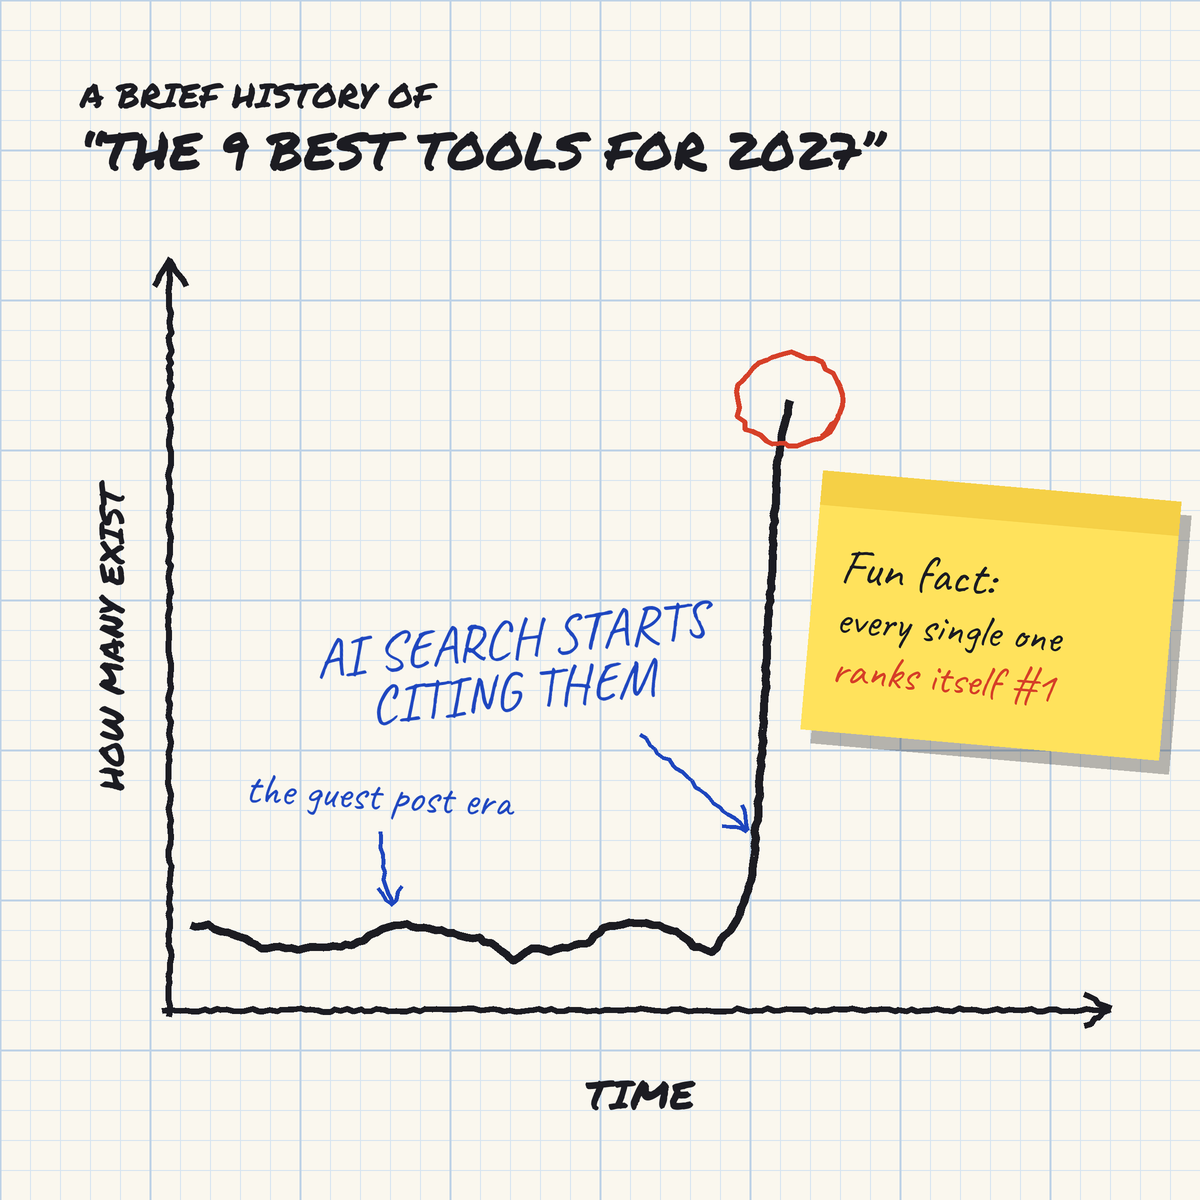 A BRIEF HISTORY OF
“THE 9 BEST TOOLS FOR 2027”
HOW MANY EXIST
AI SEARCH STARTS
CITING THEM
the guest post era
Fun fact:
every single one
ranks itself #1
TIME